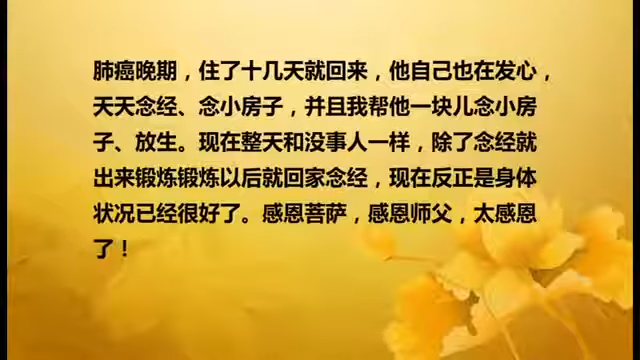 肺癌晚期，住了十几天就回来，他自己也在发心，
天天念经、念小房子，并且我帮他一块儿念小房
子、放生。现在整天和没事人一样，除了念经就
出来锻炼锻炼以后就回家念经，现在反正是身体
状况已经很好了。感恩菩萨，感恩师父，太感恩
了！